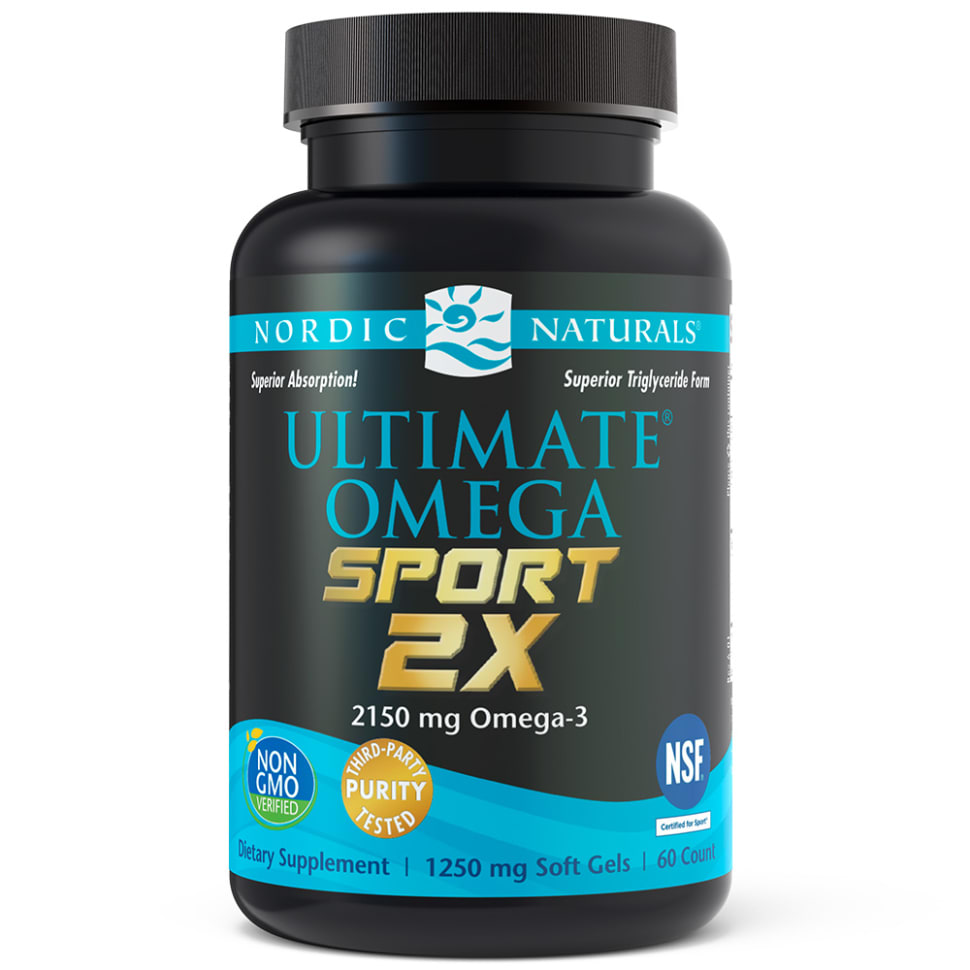 NORDIC NATURALS®
Superior Absorption! Superior Triglyceride Form
ULTIMATE®
OMEGA
SPORT
2X
2150 mg Omega-3
NON
GMO
VERIFIED
THIRD-PARTY
PURITY
TESTED
NSF®
Certified for Sport®
Dietary Supplement | 1250 mg Soft Gels | 60 Count